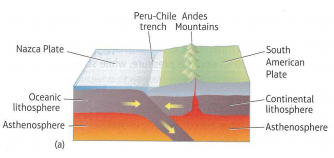 Peru-Chile Andes
trench Mountains
Nazca Plate
South
American
Plate
Oceanic
lithosphere
Continental
lithosphere
Asthenosphere
Asthenosphere
(a)